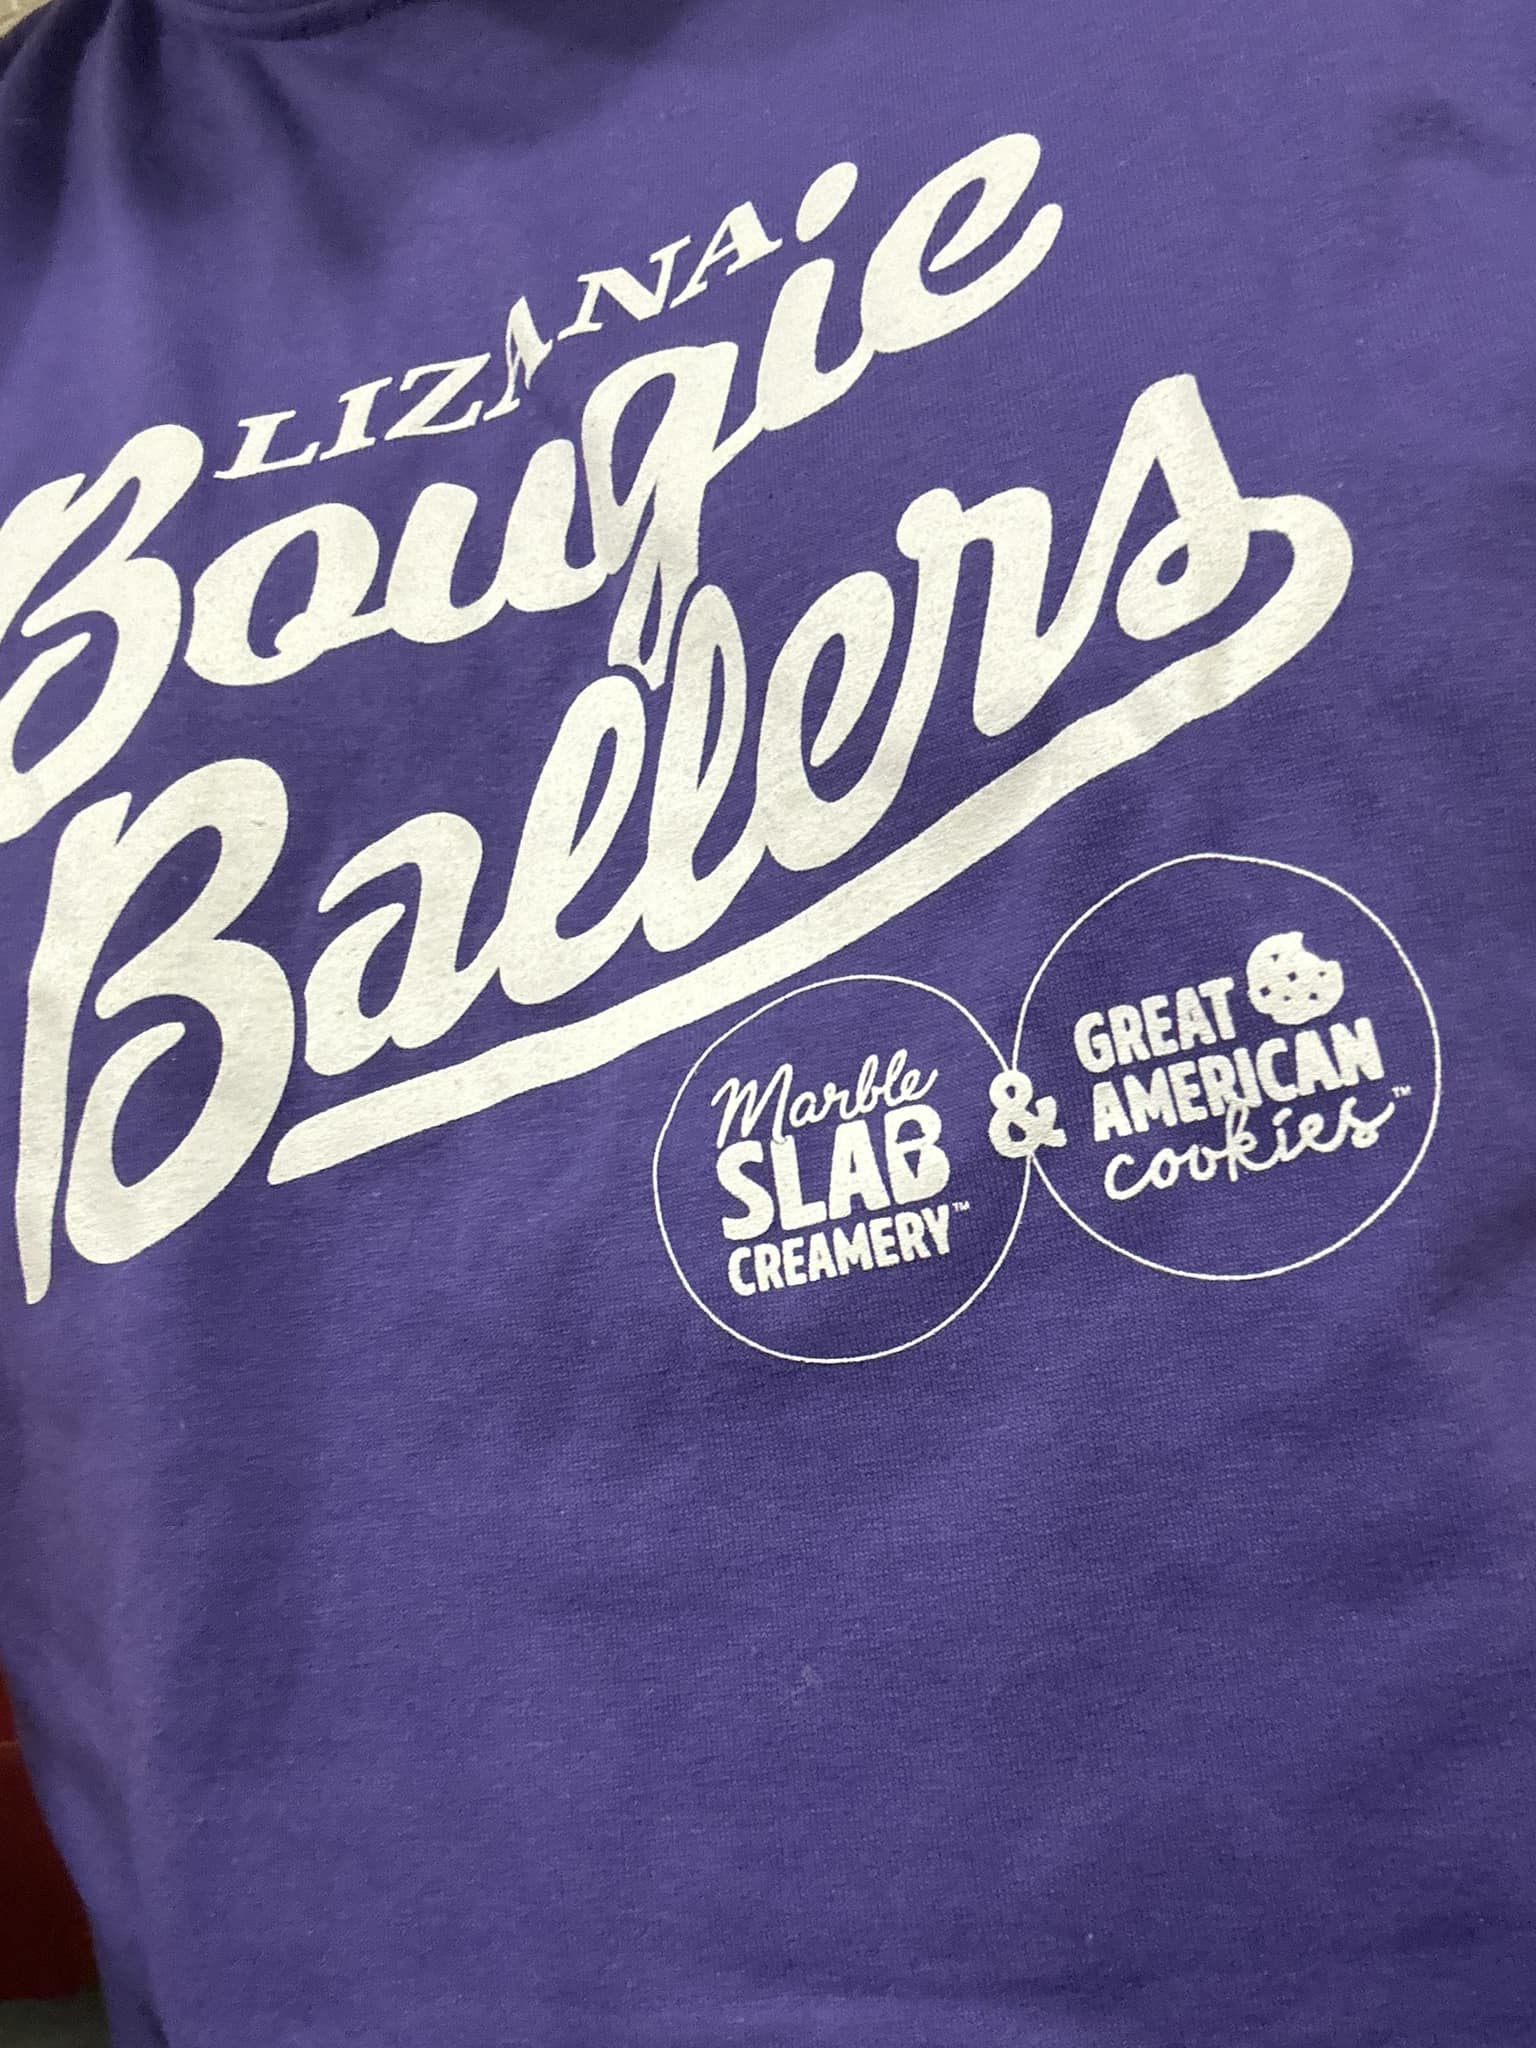 LIZANA
Bougie
Ballers
Marble
SLAB
CREAMERY™
&
GREAT
AMERICAN
cookies™